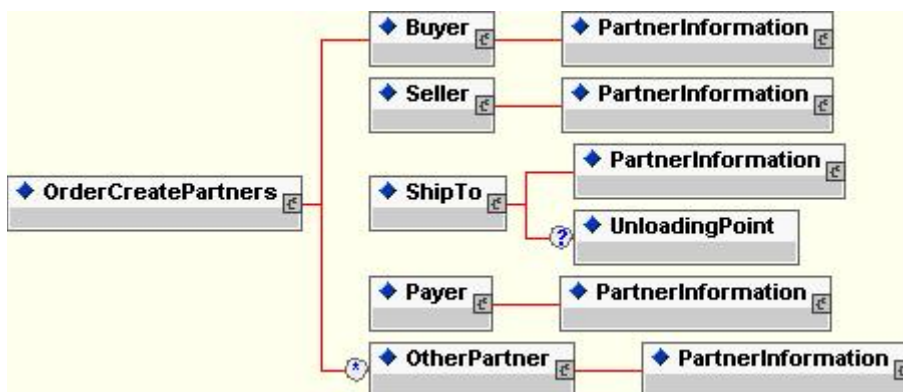 Buyer PartnerInformation
Seller PartnerInformation
PartnerInformation
OrderCreatePartners ShipTo
? UnloadingPoint
Payer PartnerInformation
* OtherPartner PartnerInformation